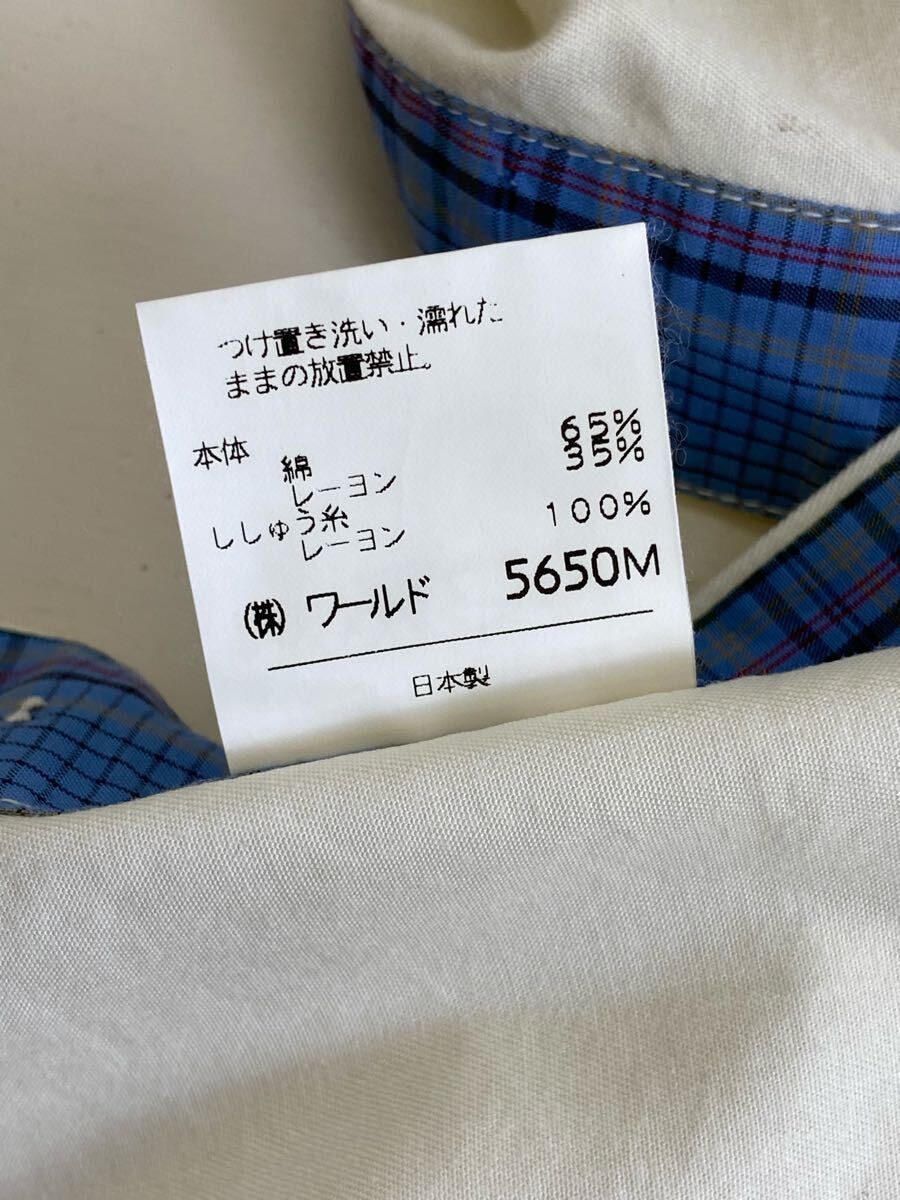 つけ置き洗い・濡れた
ままの放置禁止。
本体
綿 65%
レーヨン 35%
ししゅう糸
レーヨン 100%
(株) ワールド 5650M
日本製